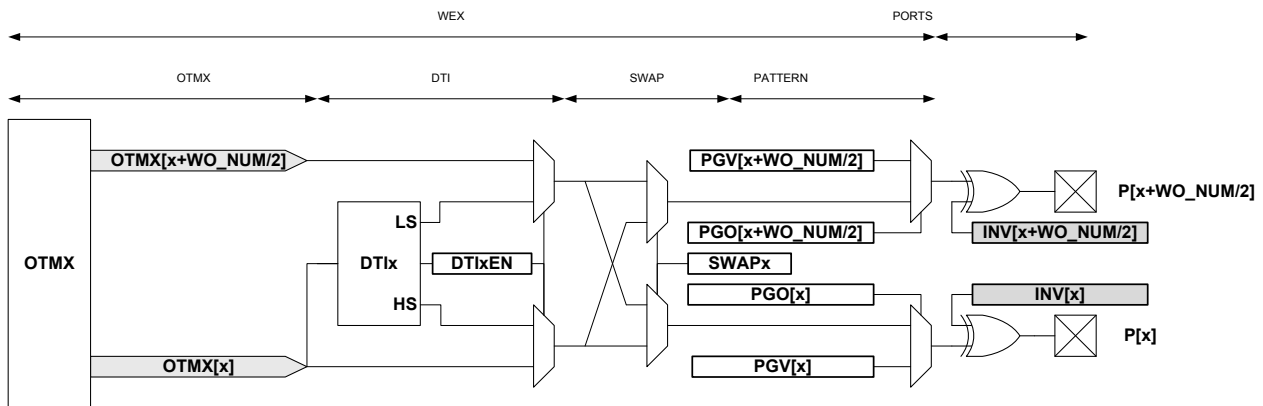 WEX PORTS
OTMX DTI SWAP PATTERN
OTMX[x+WO_NUM/2] PGV[x+WO_NUM/2]
P[x+WO_NUM/2]
LS
PGO[x+WO_NUM/2] INV[x+WO_NUM/2]
OTMX DTIx DTIxEN SWAPx
HS PGO[x] INV[x]
P[x]
OTMX[x] PGV[x]